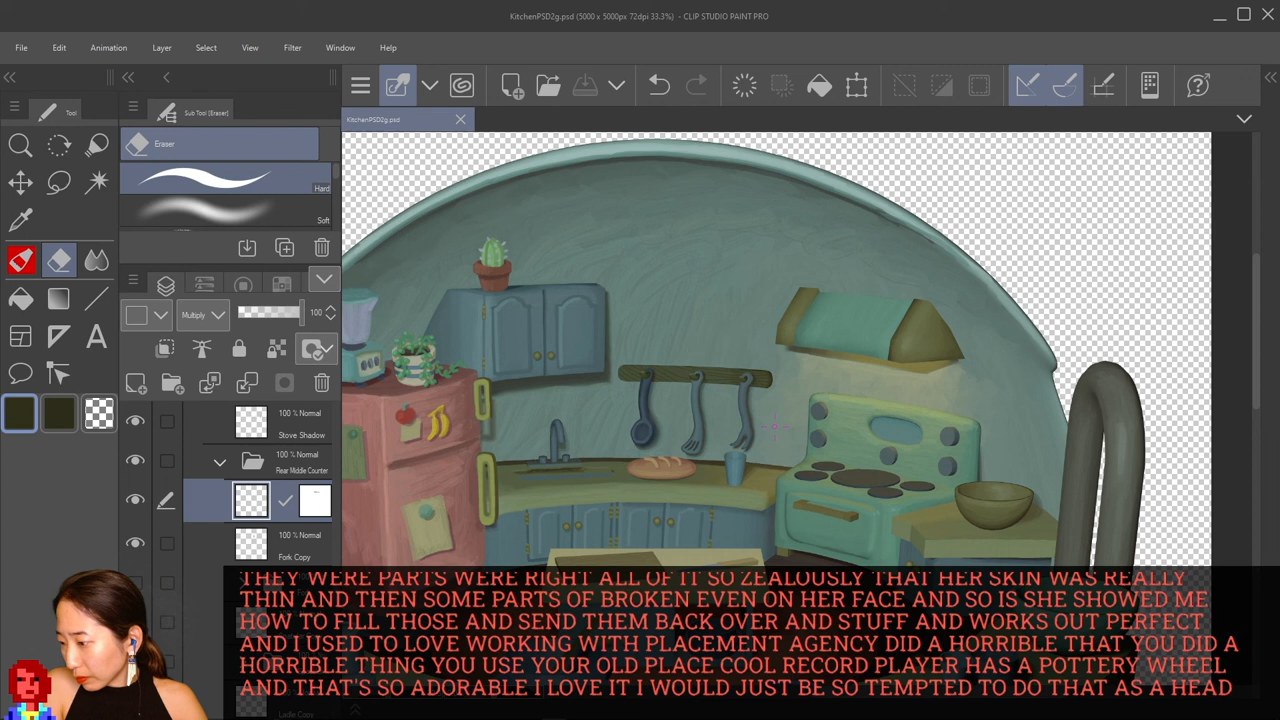 KitchenPSD2g.psd (5000 x 5000px 72dpi 33.3%) - CLIP STUDIO PAINT PRO
File Edit Animation Layer Select View Filter Window Help
Tool
Sub Tool [Eraser]
KitchenPSD2g.psd
Eraser
Hard
Soft
Multiply
100
100 % Normal
Stove Shadow
100 % Normal
Rear Middle Counter
100 % Normal
Fork Copy
Ladle Copy
THEY WERE PARTS WERE RIGHT ALL OF IT SO ZEALOUSLY THAT HER SKIN WAS REALLY
THIN AND THEN SOME PARTS OF BROKEN EVEN ON HER FACE AND SO IS SHE SHOWED ME
HOW TO FILL THOSE AND SEND THEM BACK OVER AND STUFF AND WORKS OUT PERFECT
AND I USED TO LOVE WORKING WITH PLACEMENT AGENCY DID A HORRIBLE THAT YOU DID A
HORRIBLE THING YOU USE YOUR OLD PLACE COOL RECORD PLAYER HAS A POTTERY WHEEL
AND THAT'S SO ADORABLE I LOVE IT I WOULD JUST BE SO TEMPTED TO DO THAT AS A HEAD